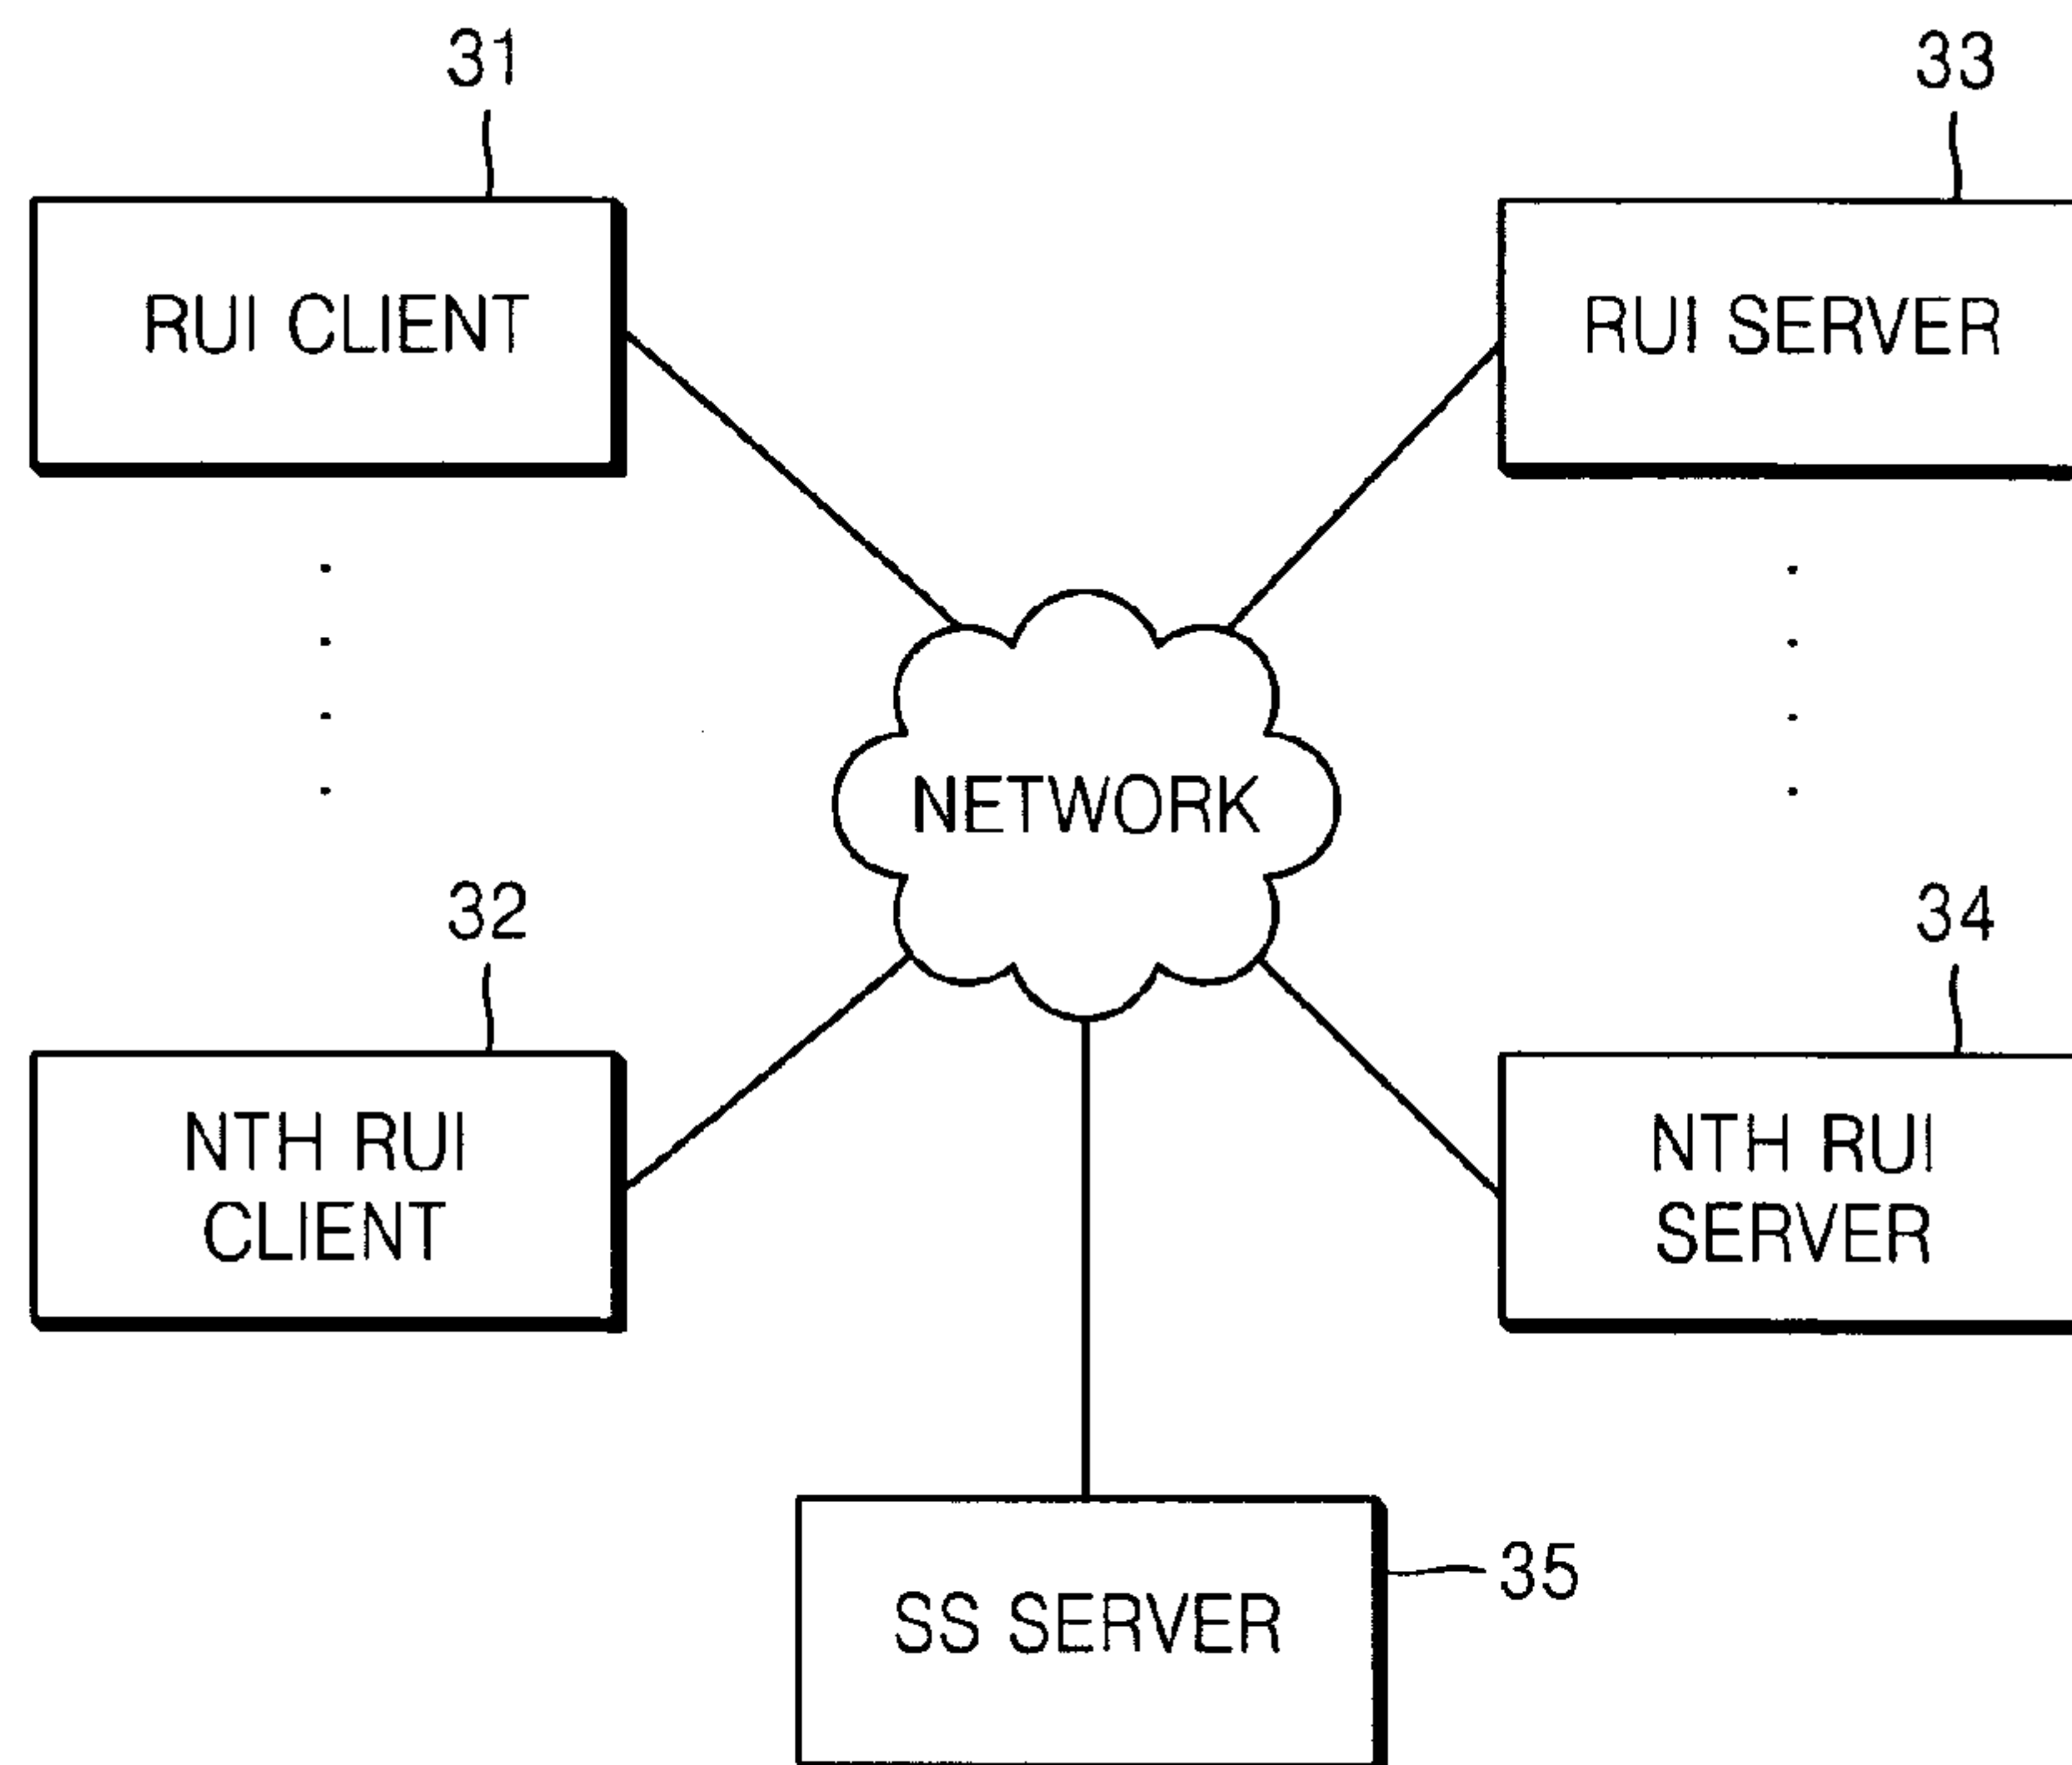 31
33
RUI CLIENT
RUI SERVER
NETWORK
32
34
NTH RUI
CLIENT
NTH RUI
SERVER
SS SERVER
35